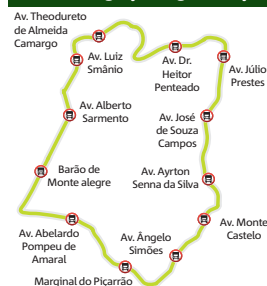 Av. Theodureto
de Almeida
Camargo
Av. Luiz
Smânio
Av. Dr.
Heitor
Penteado
Av. Júlio
Prestes
Av. Alberto
Sarmento
Av. José
de Souza
Campos
Barão de
Monte alegre
Av. Ayrton
Senna da Silva
Av. Abelardo
Pompeu de
Amaral
Av. Ângelo
Simões
Av. Monte
Castelo
Marginal do Piçarrão